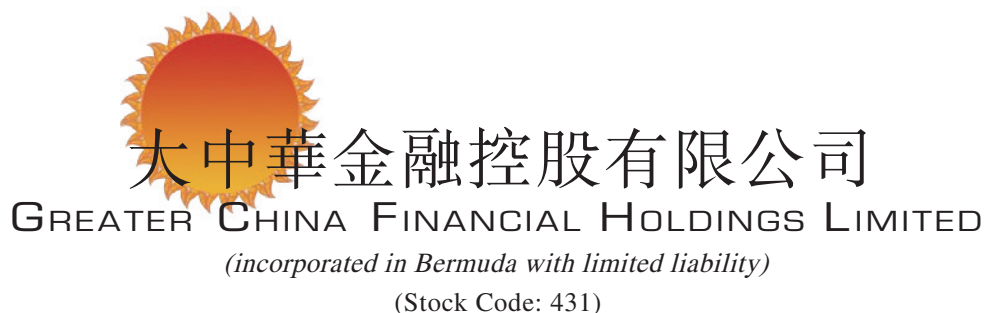 大中華金融控股有限公司
GREATER CHINA FINANCIAL HOLDINGS LIMITED
(incorporated in Bermuda with limited liability)
(Stock Code: 431)